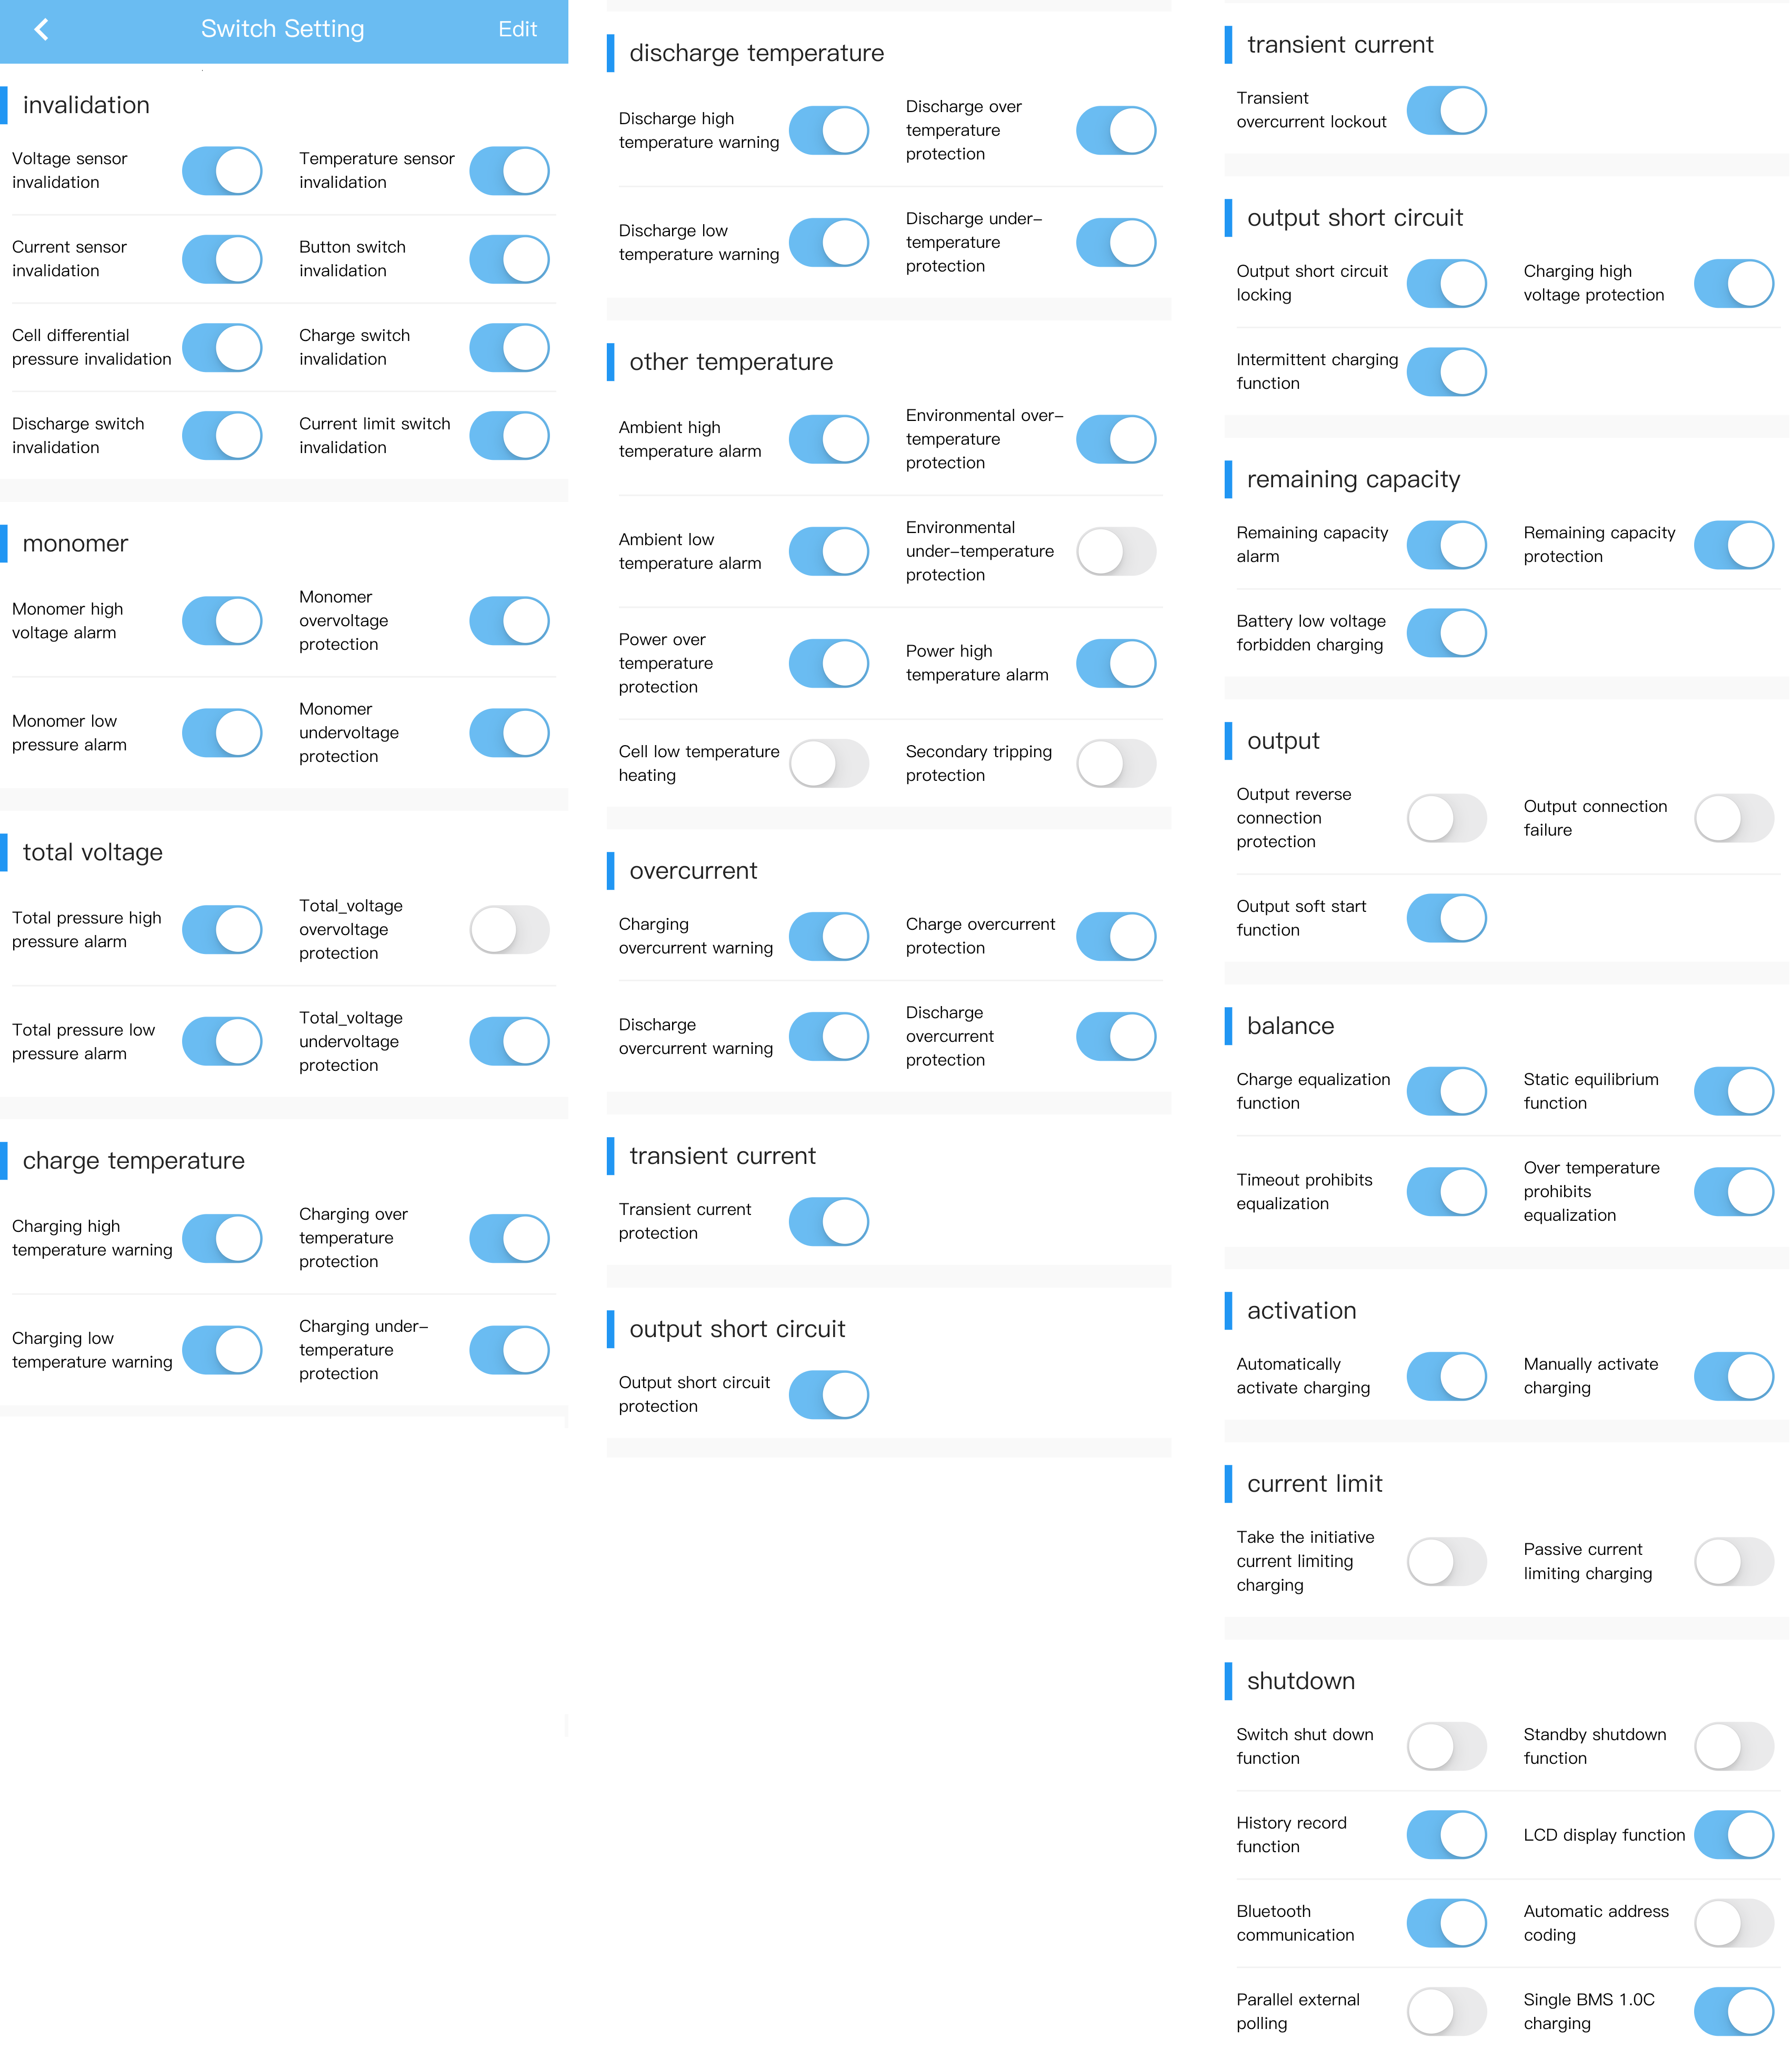 Switch Setting
Edit
invalidation
Voltage sensor
invalidation
Temperature sensor
invalidation
Current sensor
invalidation
Button switch
invalidation
Cell differential
pressure invalidation
Charge switch
invalidation
Discharge switch
invalidation
Current limit switch
invalidation
monomer
Monomer high
voltage alarm
Monomer
overvoltage
protection
Monomer low
pressure alarm
Monomer
undervoltage
protection
total voltage
Total pressure high
pressure alarm
Total_voltage
overvoltage
protection
Total pressure low
pressure alarm
Total_voltage
undervoltage
protection
charge temperature
Charging high
temperature warning
Charging over
temperature
protection
Charging low
temperature warning
Charging under-
temperature
protection
discharge temperature
Discharge high
temperature warning
Discharge over
temperature
protection
Discharge low
temperature warning
Discharge under-
temperature
protection
other temperature
Ambient high
temperature alarm
Environmental over-
temperature
protection
Ambient low
temperature alarm
Environmental
under-temperature
protection
Power over
temperature
protection
Power high
temperature alarm
Cell low temperature
heating
Secondary tripping
protection
overcurrent
Charging
overcurrent warning
Charge overcurrent
protection
Discharge
overcurrent warning
Discharge
overcurrent
protection
transient current
Transient current
protection
output short circuit
Output short circuit
protection
transient current
Transient
overcurrent lockout
output short circuit
Output short circuit
locking
Charging high
voltage protection
Intermittent charging
function
remaining capacity
Remaining capacity
alarm
Remaining capacity
protection
Battery low voltage
forbidden charging
output
Output reverse
connection
protection
Output connection
failure
Output soft start
function
balance
Charge equalization
function
Static equilibrium
function
Timeout prohibits
equalization
Over temperature
prohibits
equalization
activation
Automatically
activate charging
Manually activate
charging
current limit
Take the initiative
current limiting
charging
Passive current
limiting charging
shutdown
Switch shut down
function
Standby shutdown
function
History record
function
LCD display function
Bluetooth
communication
Automatic address
coding
Parallel external
polling
Single BMS 1.0C
charging